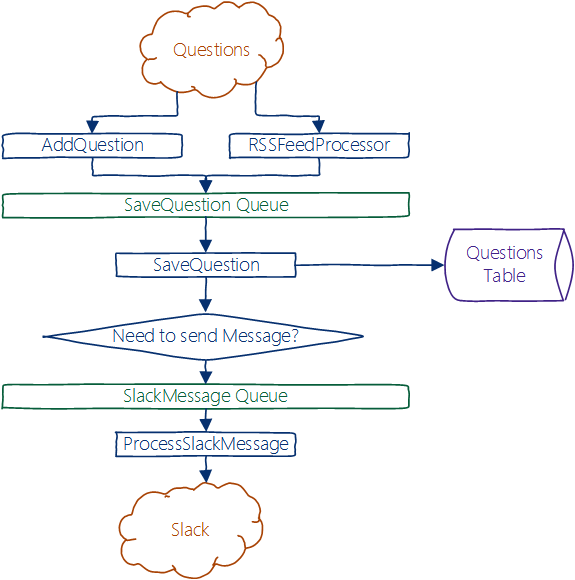 Questions
AddQuestion
RSSFeedProcessor
SaveQuestion Queue
SaveQuestion
Questions
Table
Need to send Message?
SlackMessage Queue
ProcessSlackMessage
Slack